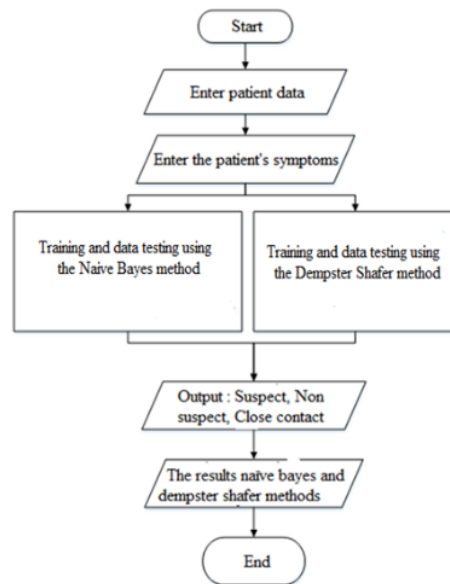 Start
Enter patient data
Enter the patient's symptoms
Training and data testing using
the Naive Bayes method
Training and data testing using
the Dempster Shafer method
Output : Suspect, Non
suspect, Close contact
The results naïve bayes and
dempster shafer methods
End